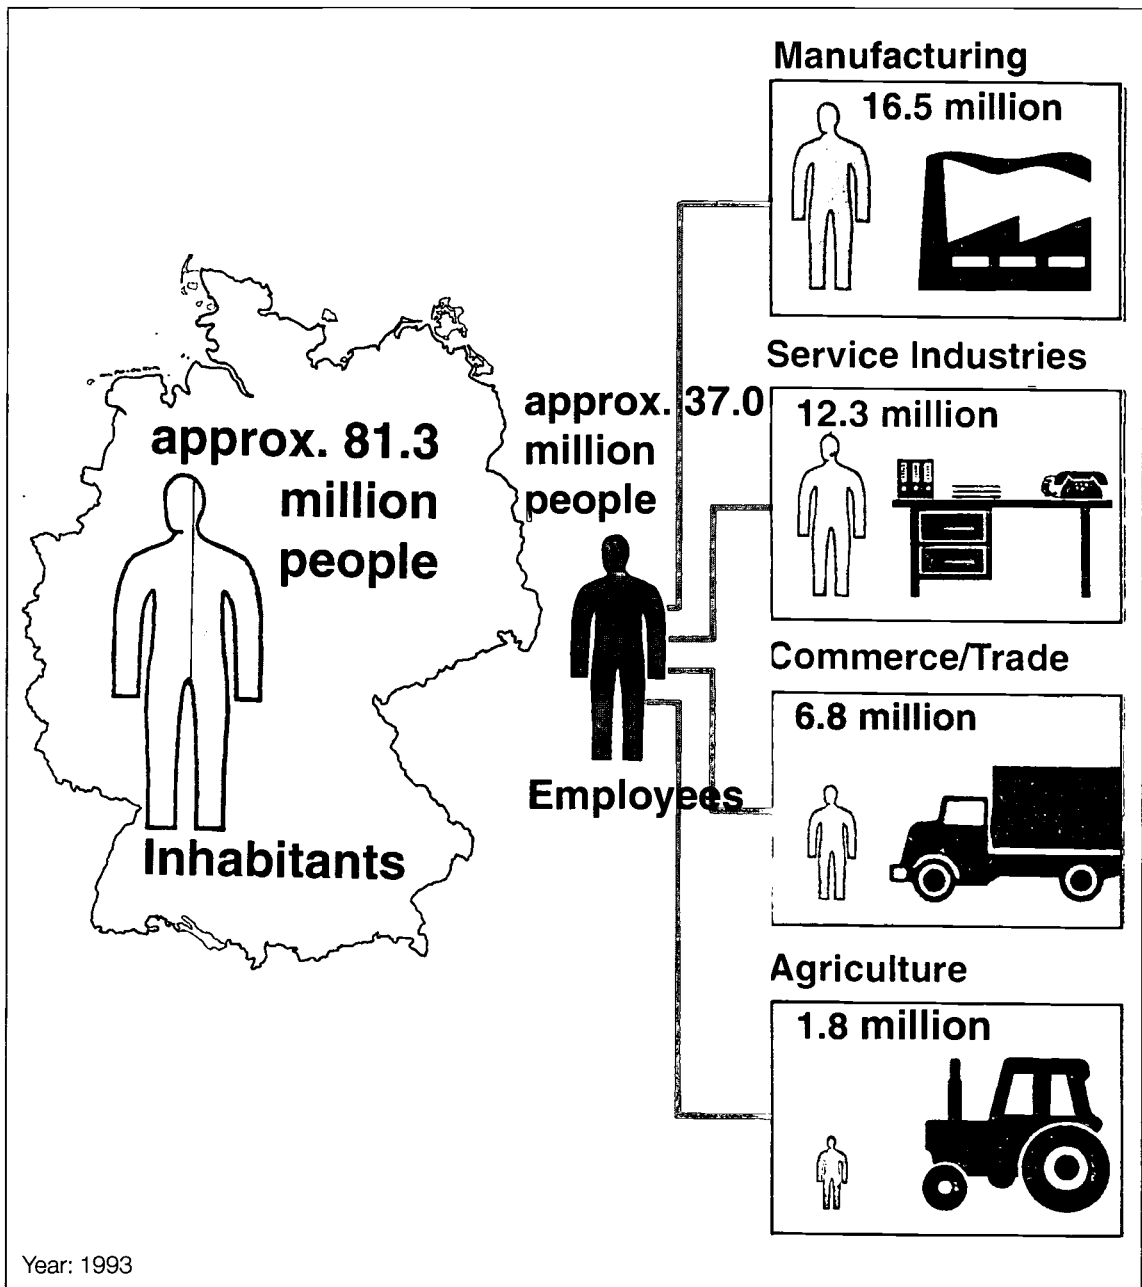 approx. 81.3
million
people
Inhabitants
approx. 37.0
million
people
Employees
Manufacturing
16.5 million
Service Industries
12.3 million
Commerce/Trade
6.8 million
Agriculture
1.8 million
Year: 1993